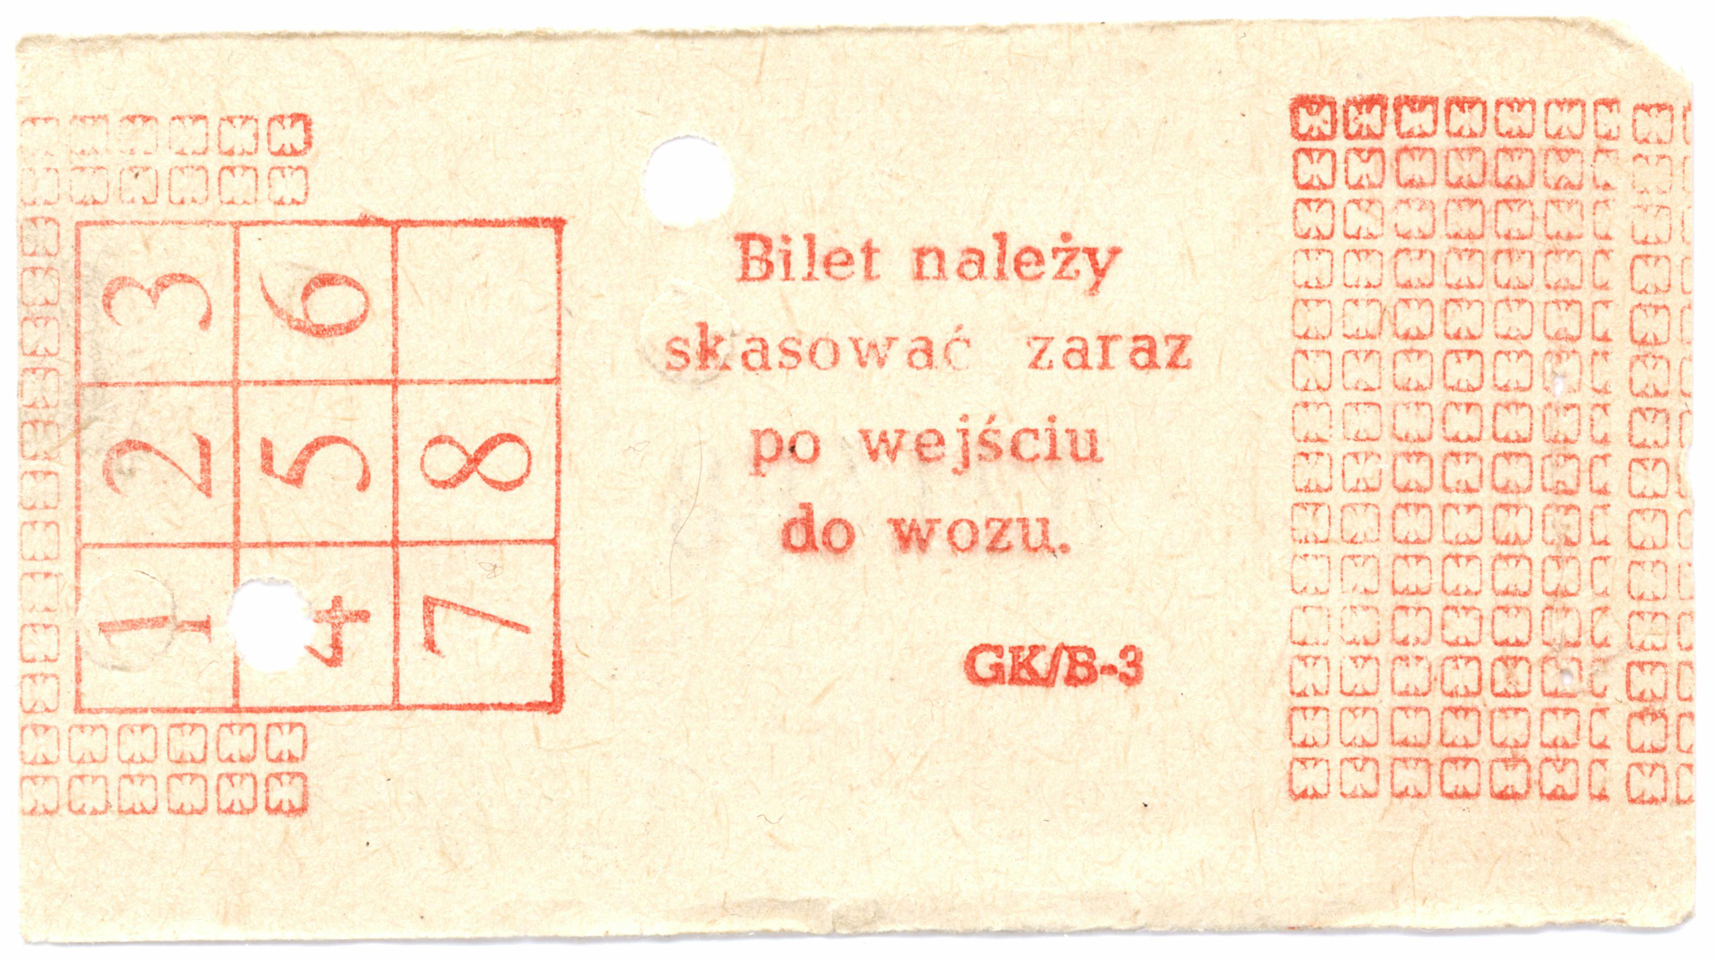 3 6
2 5 8
1 4 7
Bilet należy
skasować zaraz
po wejściu
do wozu.
GK/B-3